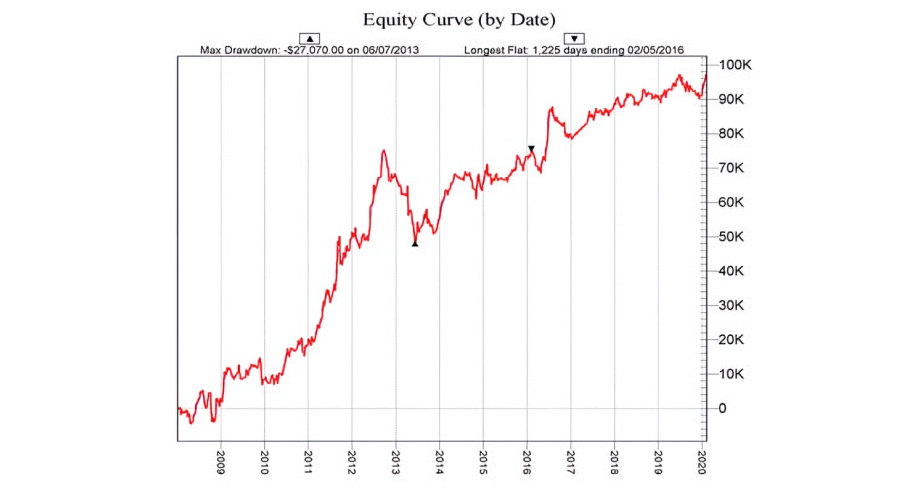 Equity Curve (by Date)
▲ ▼
Max Drawdown: -$27,070.00 on 06/07/2013 Longest Flat: 1,225 days ending 02/05/2016
100K
90K
80K
70K
60K
50K
40K
30K
20K
10K
0
2009 2010 2011 2012 2013 2014 2015 2016 2017 2018 2019 2020